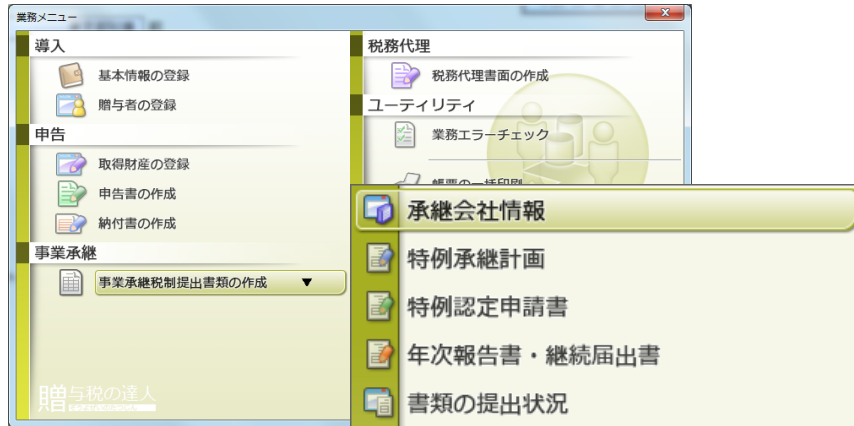 業務メニュー
導入
基本情報の登録
贈与者の登録
申告
取得財産の登録
申告書の作成
納付書の作成
事業承継
事業承継税制提出書類の作成 ▼
贈与税の達人
税務代理
税務代理書面の作成
ユーティリティ
業務エラーチェック
帳票の一括印刷
承継会社情報
特例承継計画
特例認定申請書
年次報告書・継続届出書
書類の提出状況